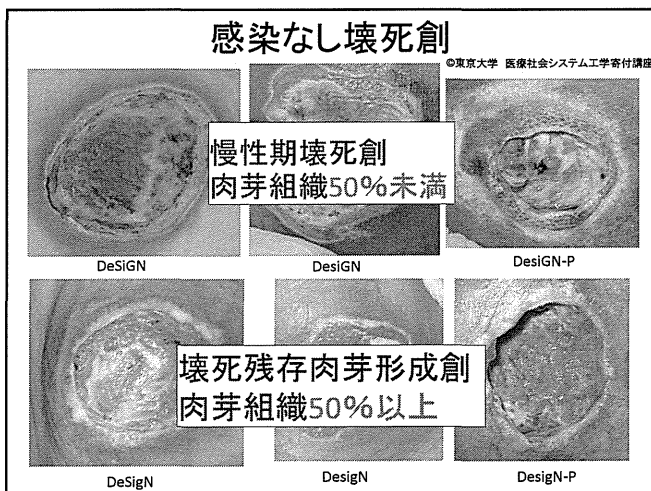 感染なし壊死創
©東京大学 医療社会システム工学寄付講座
慢性期壊死創
肉芽組織50%未満
DeSiGN
DesiGN
DesiGN-P
壊死残存肉芽形成創
肉芽組織50%以上
DeSigN
DesigN
DesigN-P